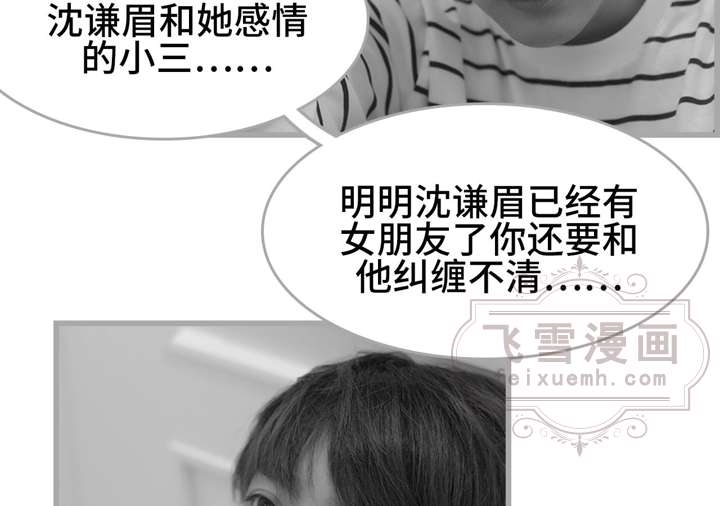 沈谦眉和她感情
的小三……
明明沈谦眉已经有
女朋友了你还要和
他纠缠不清……
飞雪漫画
feixuemh.com